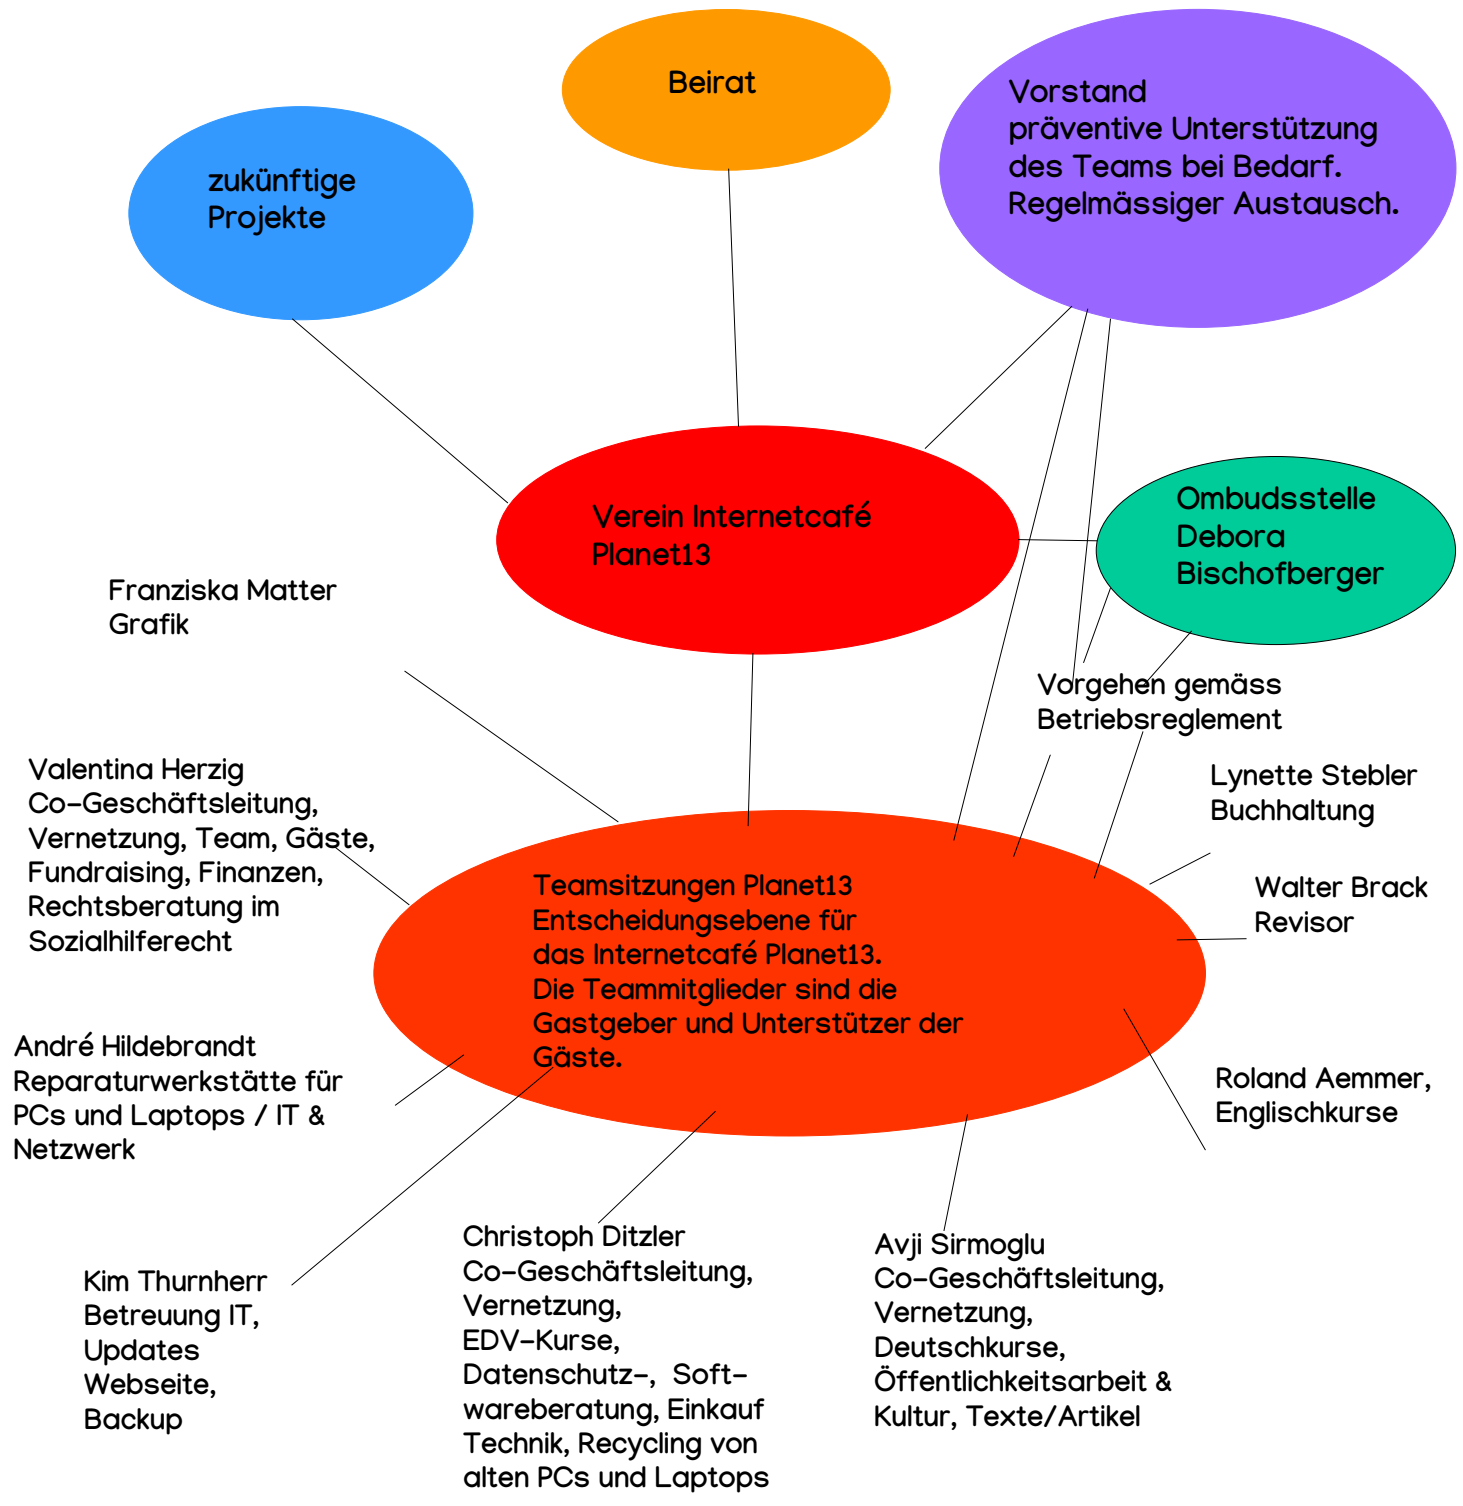 Beirat
Vorstand
präventive Unterstützung
des Teams bei Bedarf.
Regelmässiger Austausch.
zukünftige
Projekte
Verein Internetcafé
Planet13
Ombudsstelle
Debora
Bischofberger
Franziska Matter
Grafik
Vorgehen gemäss
Betriebsreglement
Valentina Herzig
Co-Geschäftsleitung,
Vernetzung, Team, Gäste,
Fundraising, Finanzen,
Rechtsberatung im
Sozialhilferecht
Lynette Stebler
Buchhaltung
Walter Brack
Revisor
Teamsitzungen Planet13
Entscheidungsebene für
das Internetcafé Planet13.
Die Teammitglieder sind die
Gastgeber und Unterstützer der
Gäste.
André Hildebrandt
Reparaturwerkstätte für
PCs und Laptops / IT &
Netzwerk
Roland Aemmer,
Englischkurse
Kim Thurnherr
Betreuung IT,
Updates
Webseite,
Backup
Christoph Ditzler
Co-Geschäftsleitung,
Vernetzung,
EDV-Kurse,
Datenschutz-, Soft-
wareberatung, Einkauf
Technik, Recycling von
alten PCs und Laptops
Avji Sirmoglu
Co-Geschäftsleitung,
Vernetzung,
Deutschkurse,
Öffentlichkeitsarbeit &
Kultur, Texte/Artikel